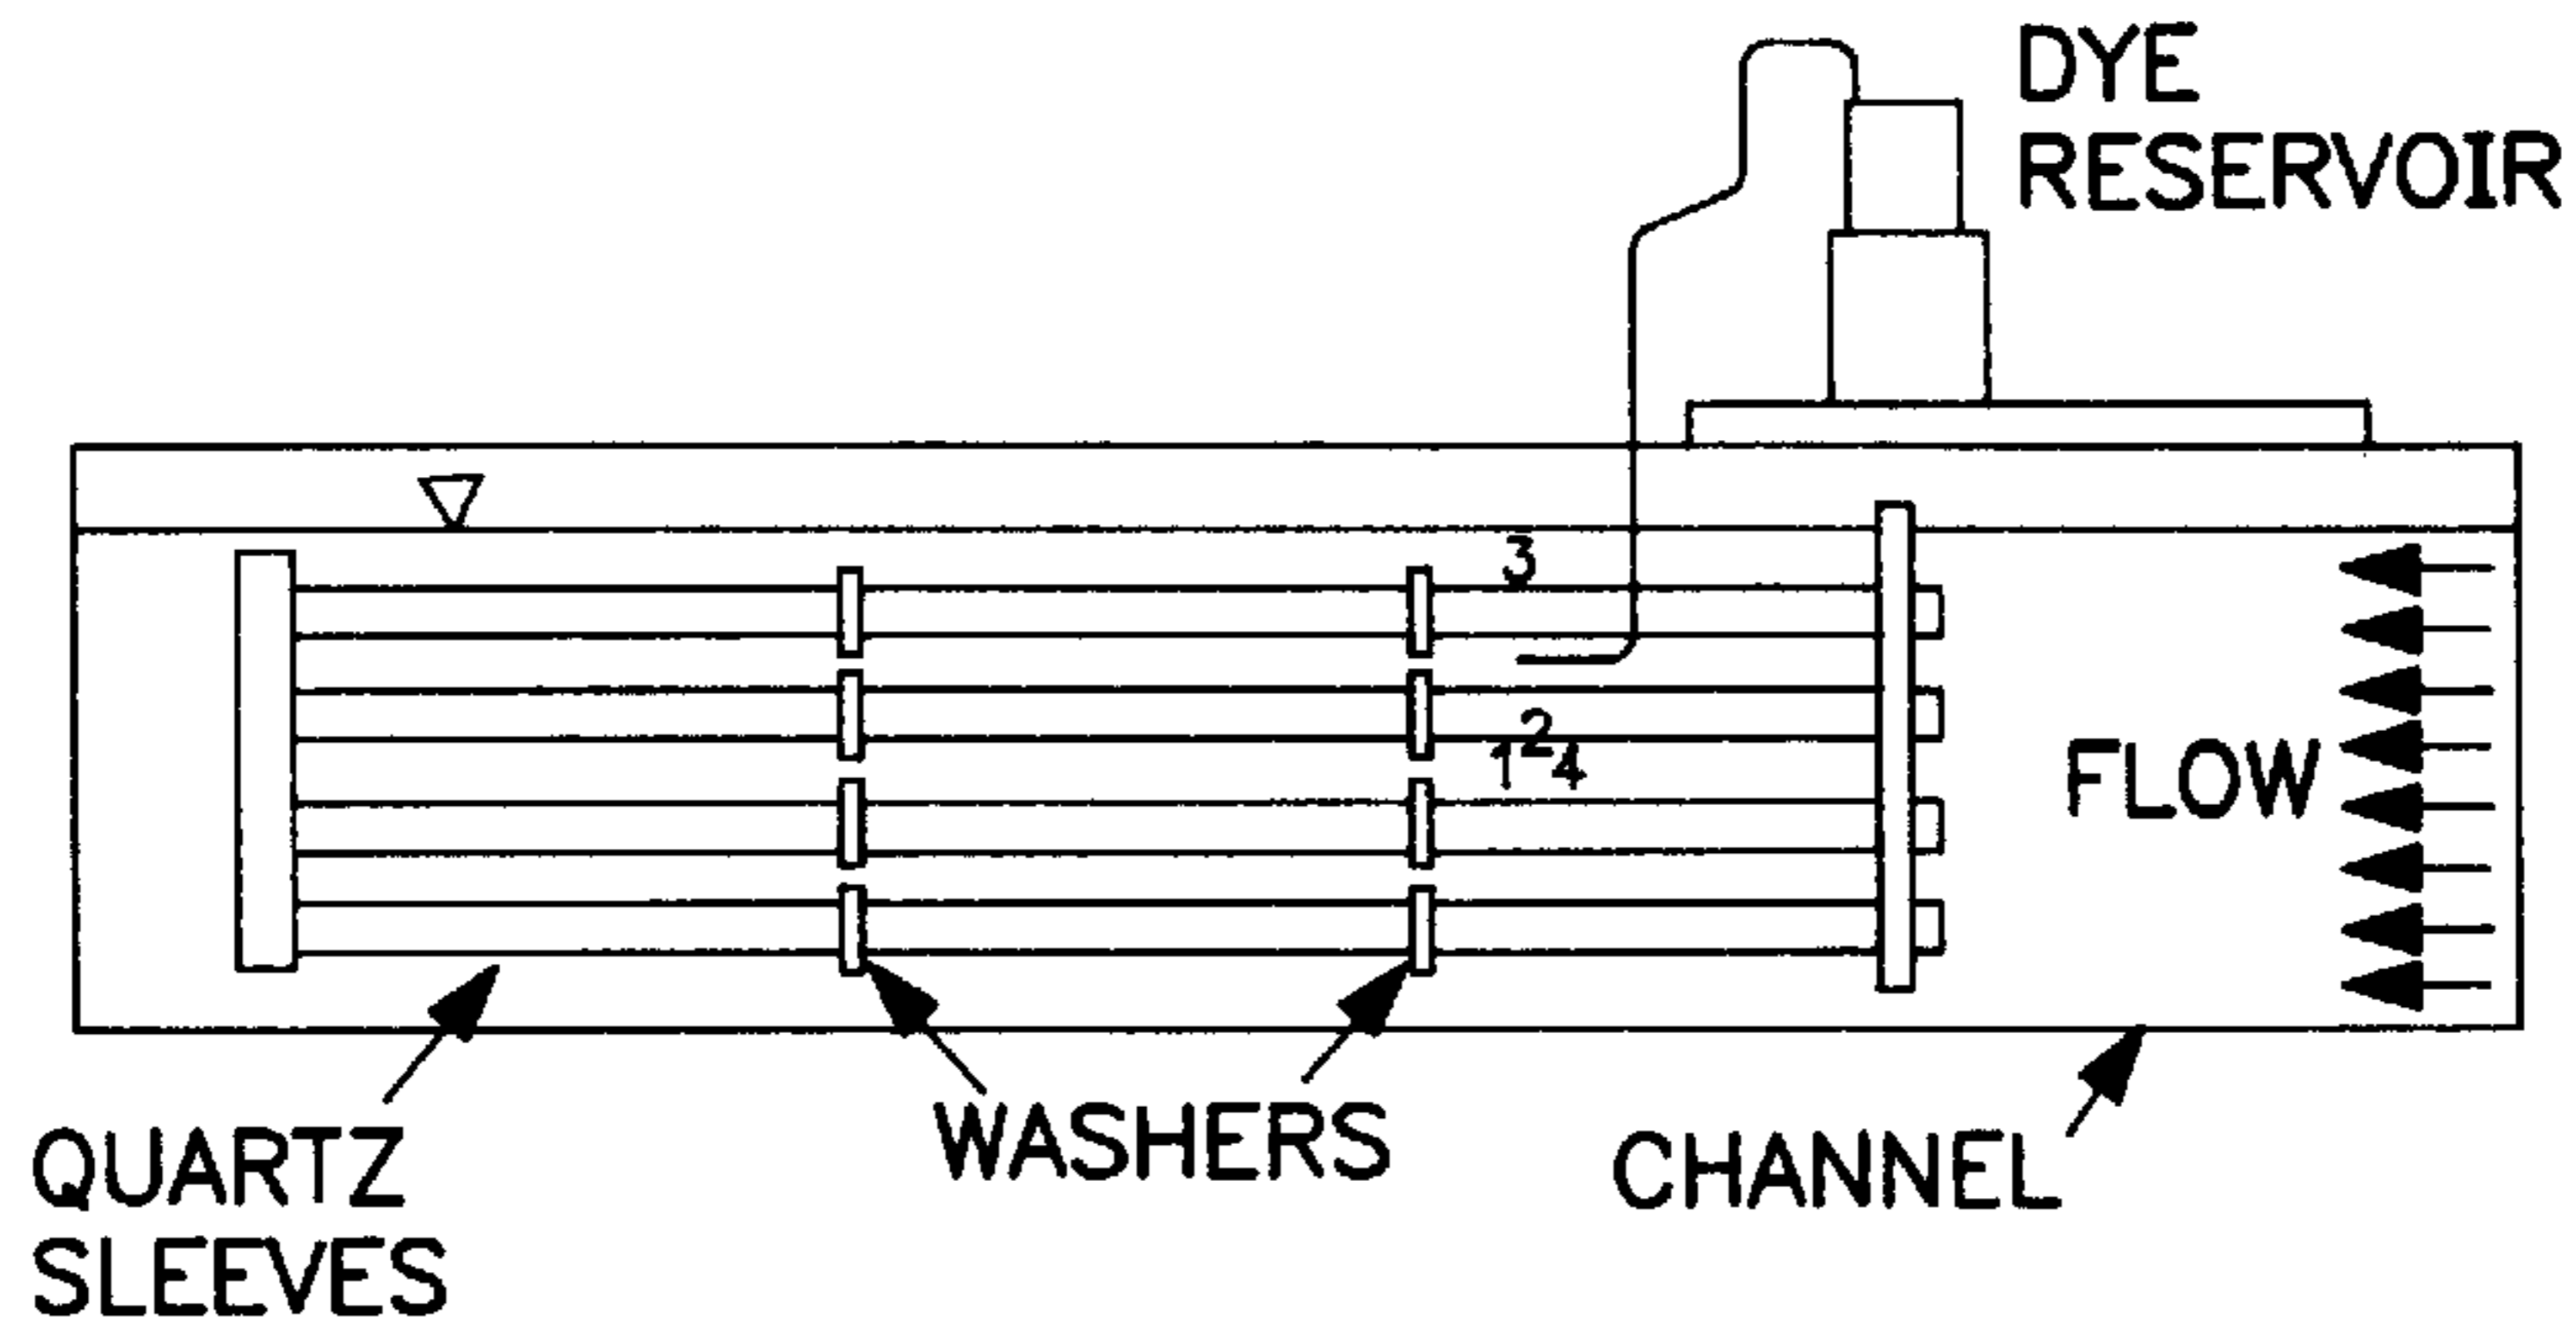 DYE
RESERVOIR
3
2
1 4
FLOW
QUARTZ
SLEEVES
WASHERS
CHANNEL